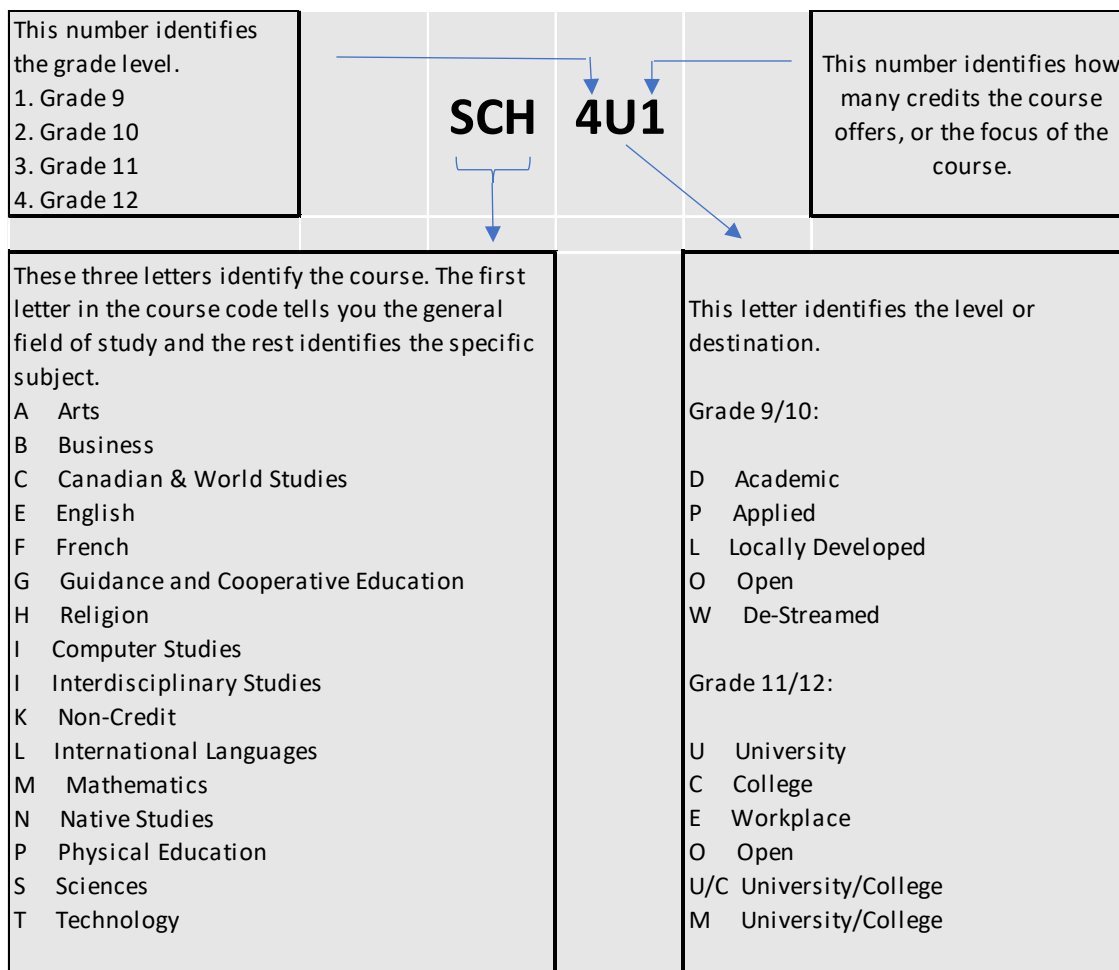 This number identifies
the grade level.
1. Grade 9
2. Grade 10
3. Grade 11
4. Grade 12
SCH 4U1
This number identifies how
many credits the course
offers, or the focus of the
course.
These three letters identify the course. The first
letter in the course code tells you the general
field of study and the rest identifies the specific
subject.
A Arts
B Business
C Canadian & World Studies
E English
F French
G Guidance and Cooperative Education
H Religion
I Computer Studies
I Interdisciplinary Studies
K Non-Credit
L International Languages
M Mathematics
N Native Studies
P Physical Education
S Sciences
T Technology
This letter identifies the level or
destination.
Grade 9/10:
D Academic
P Applied
L Locally Developed
O Open
W De-Streamed
Grade 11/12:
U University
C College
E Workplace
O Open
U/C University/College
M University/College